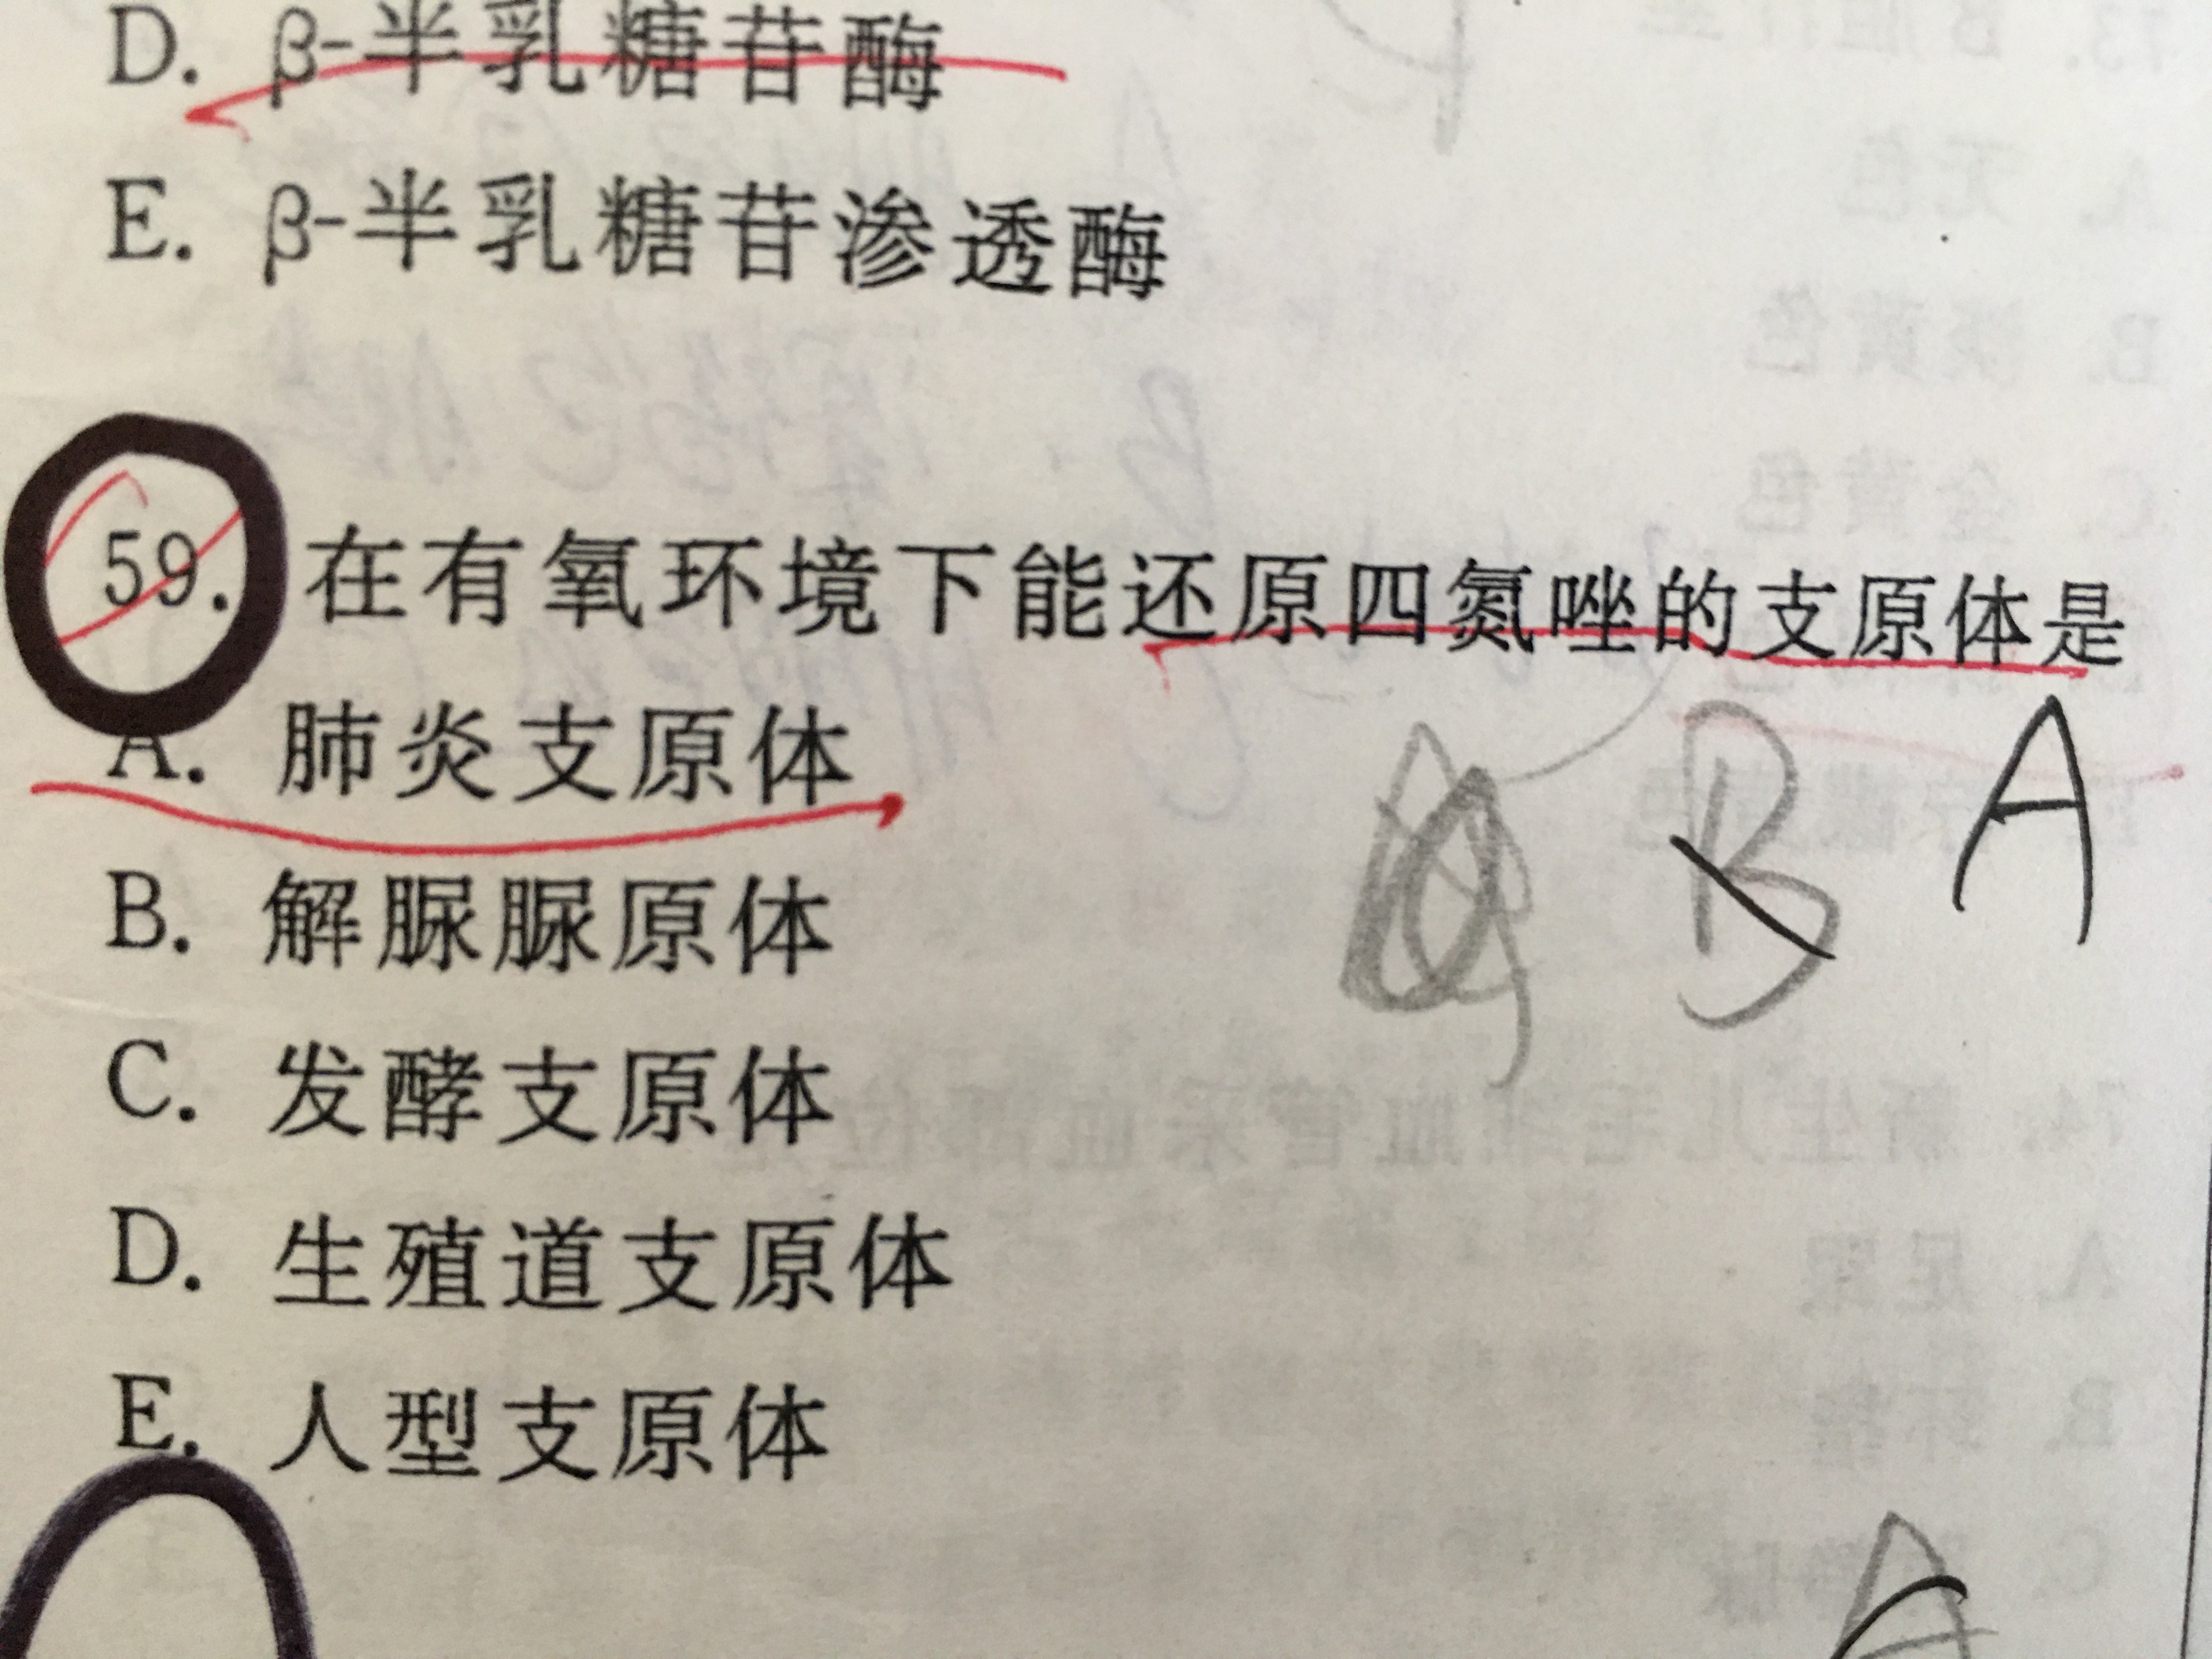 D. β-半乳糖苷酶
E. β-半乳糖苷渗透酶
59. 在有氧环境下能还原四氮唑的支原体是
A. 肺炎支原体
B A
B. 解脲脲原体
C. 发酵支原体
D. 生殖道支原体
E. 人型支原体
A